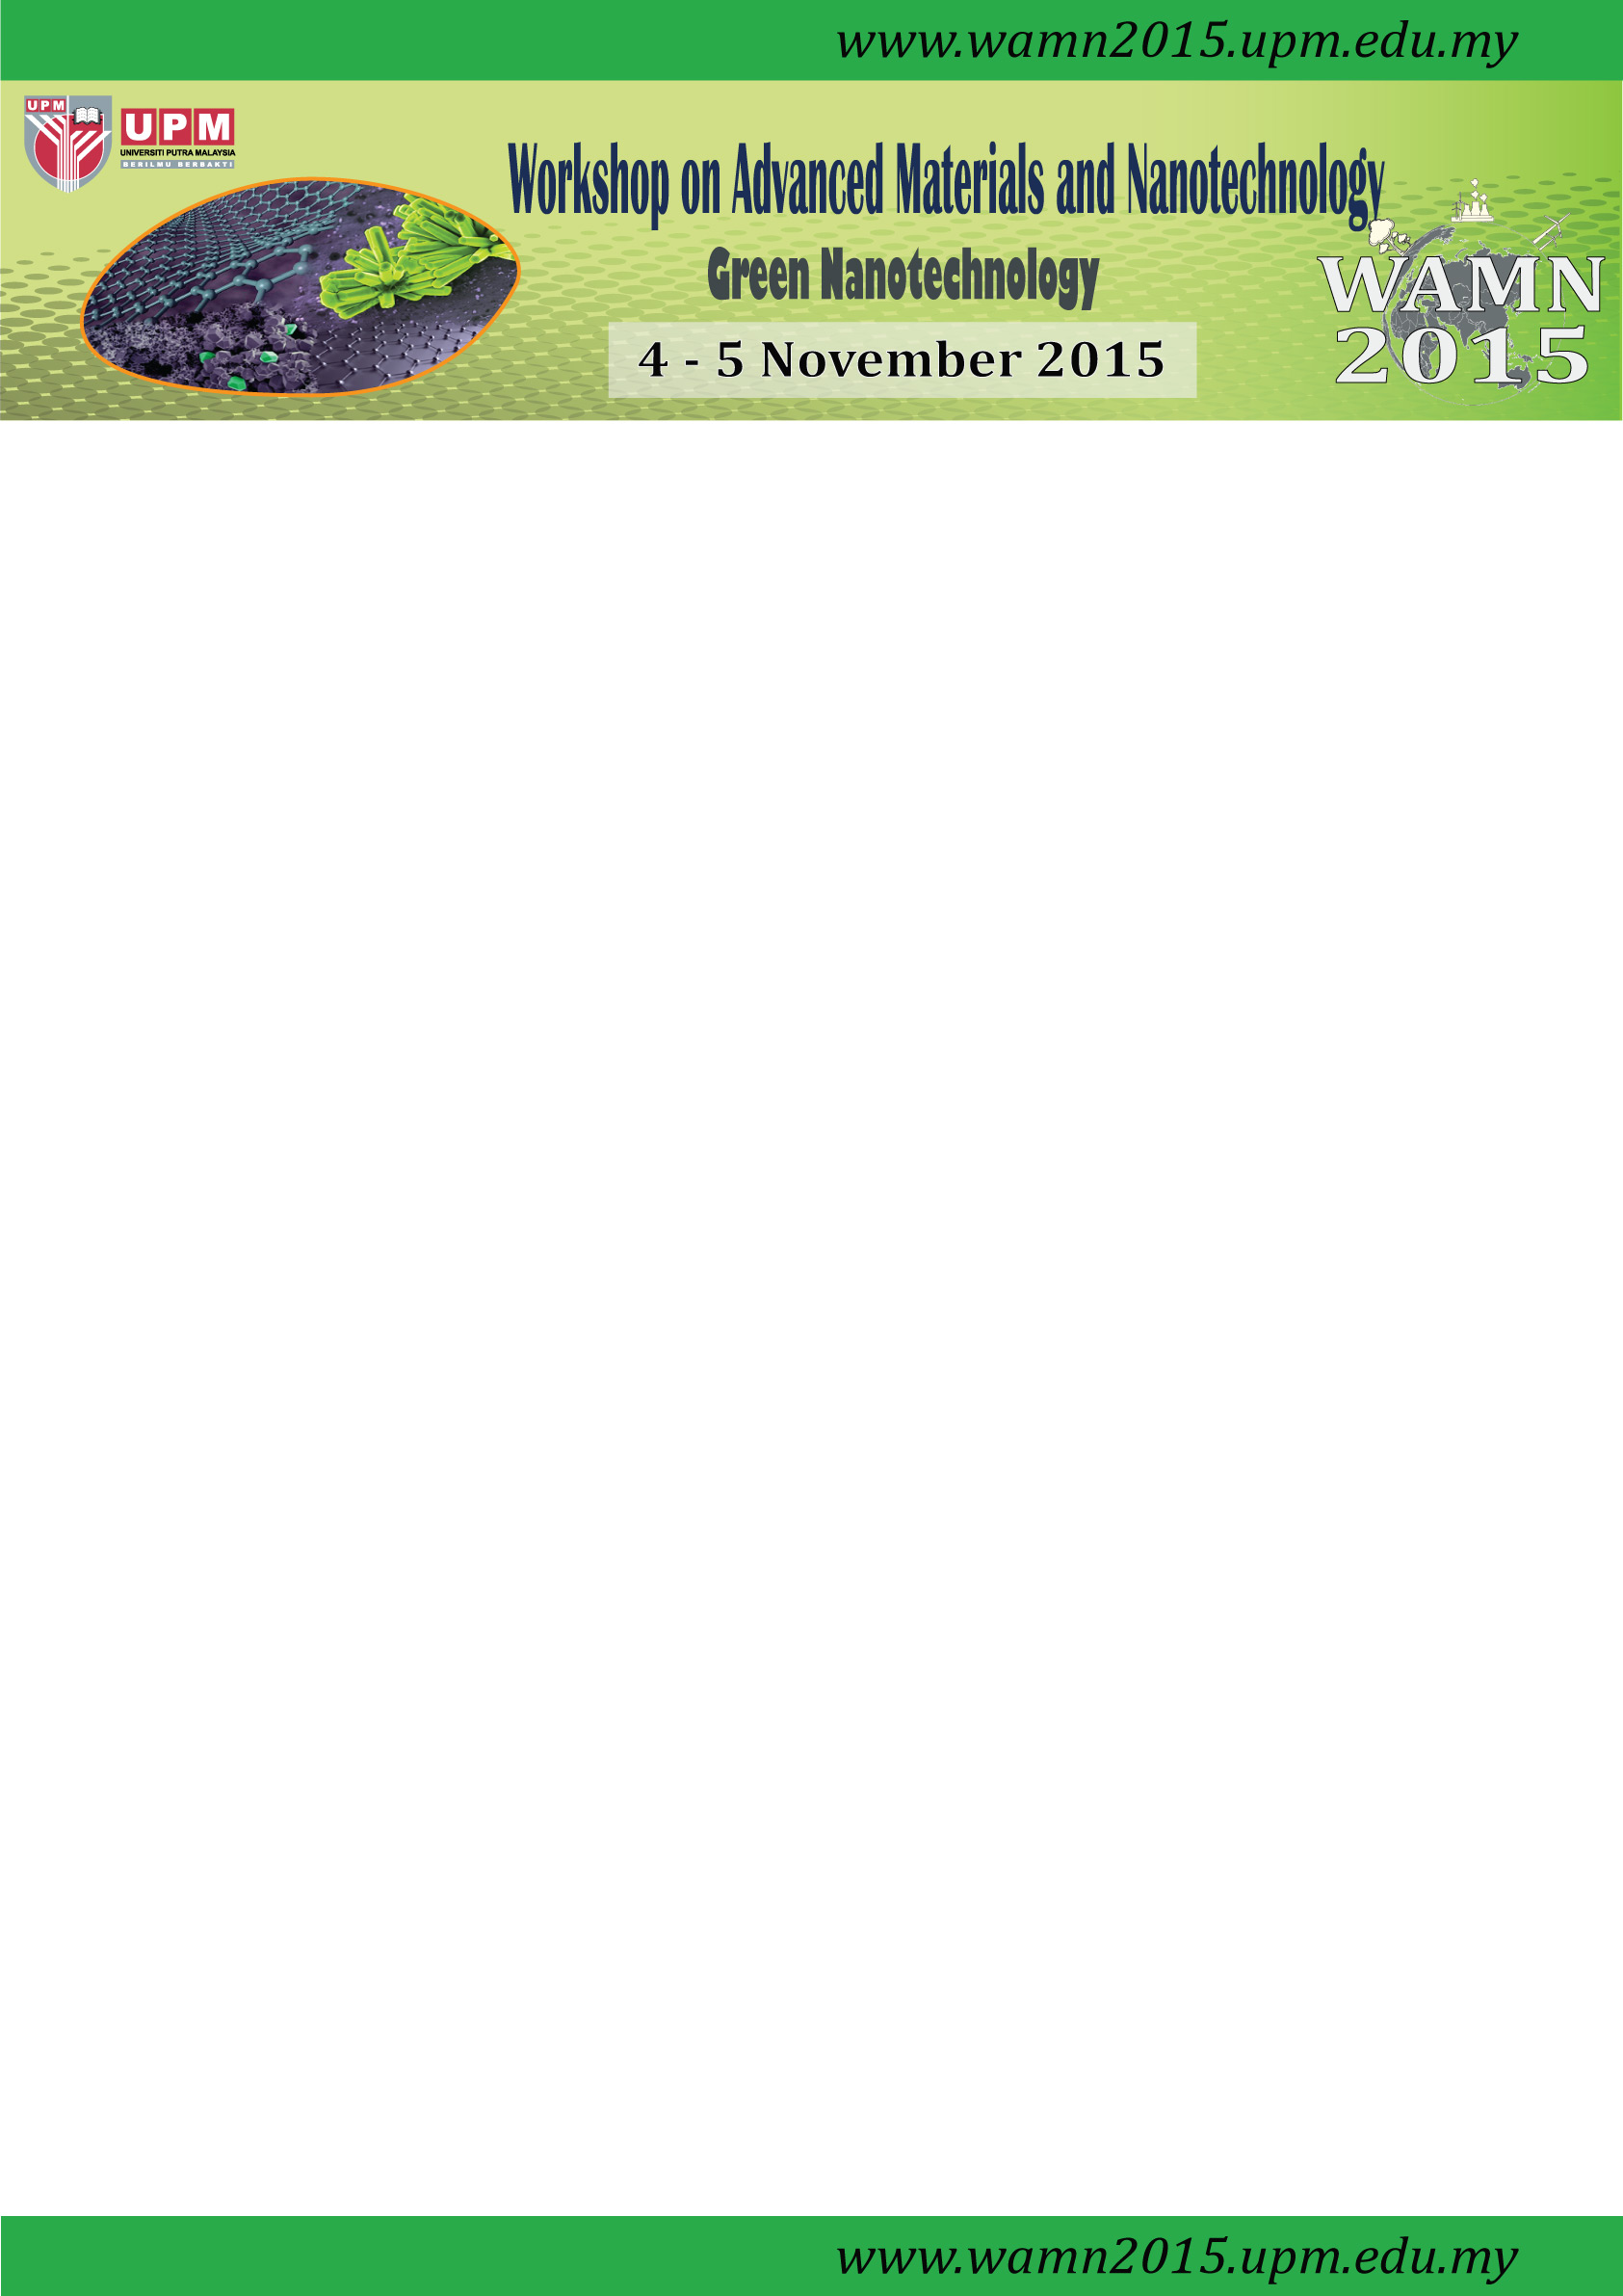 www.wamn2015.upm.edu.my
UPM
UPM
UNIVERSITI PUTRA MALAYSIA
BERILMU BERBAKTI
Workshop on Advanced Materials and Nanotechnology
Green Nanotechnology
4 - 5 November 2015
WAMN
2015
www.wamn2015.upm.edu.my